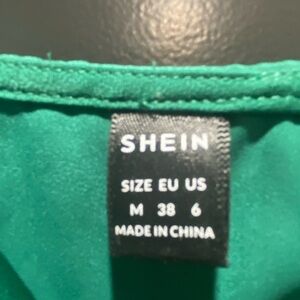 SHEIN
SIZE EU US
M 38 6
MADE IN CHINA